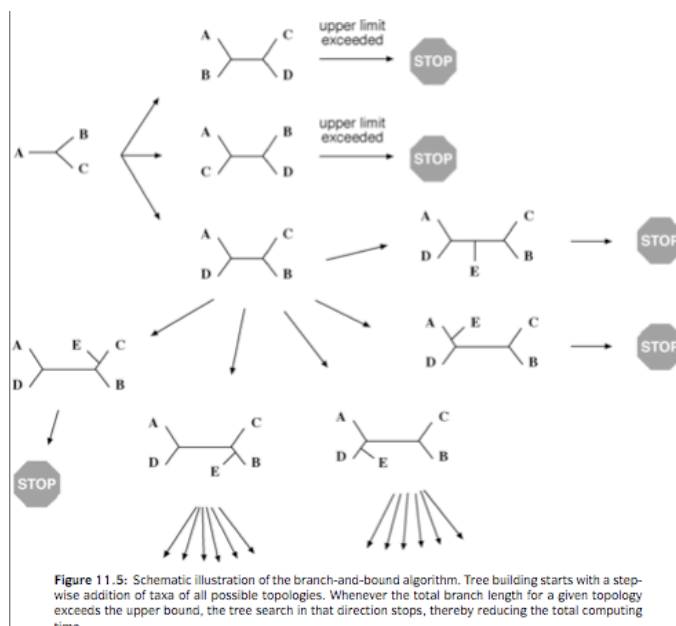 A C upper limit
exceeded
B D STOP
B
A
C
A B upper limit
exceeded
C D STOP
A C
D B
A C
D B
E
STOP
A E C
D B
STOP
A E C
D B
STOP
A C
D B
E
A C
D E B
Figure 11.5: Schematic illustration of the branch-and-bound algorithm. Tree building starts with a step-
wise addition of taxa of all possible topologies. Whenever the total branch length for a given topology
exceeds the upper bound, the tree search in that direction stops, thereby reducing the total computing